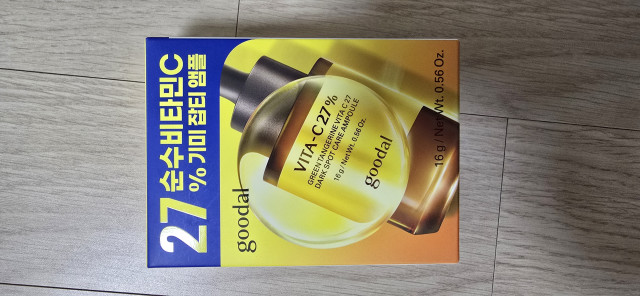 27 순수비타민C
% 기미 잡티 앰플
goodal
VITA-C 27%
GREEN TANGERINE VITA C 27
DARK SPOT CARE AMPOULE
16 g / Net Wt. 0.56 Oz.
goodal
16 g / Net Wt. 0.56 Oz.